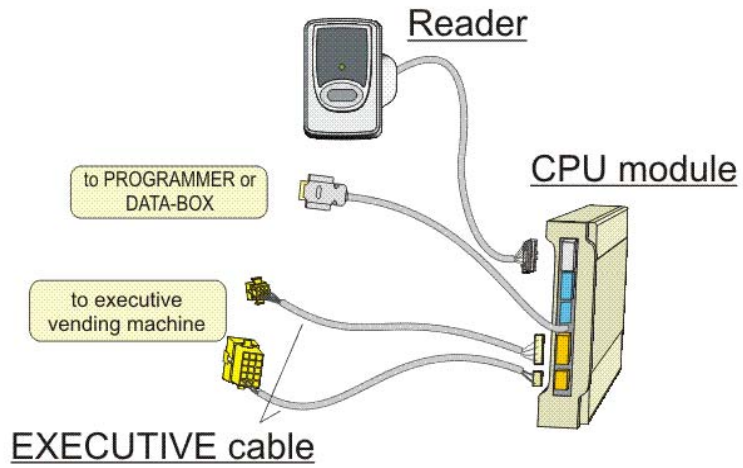 Reader
CPU module
to PROGRAMMER or
DATA-BOX
to executive
vending machine
EXECUTIVE cable